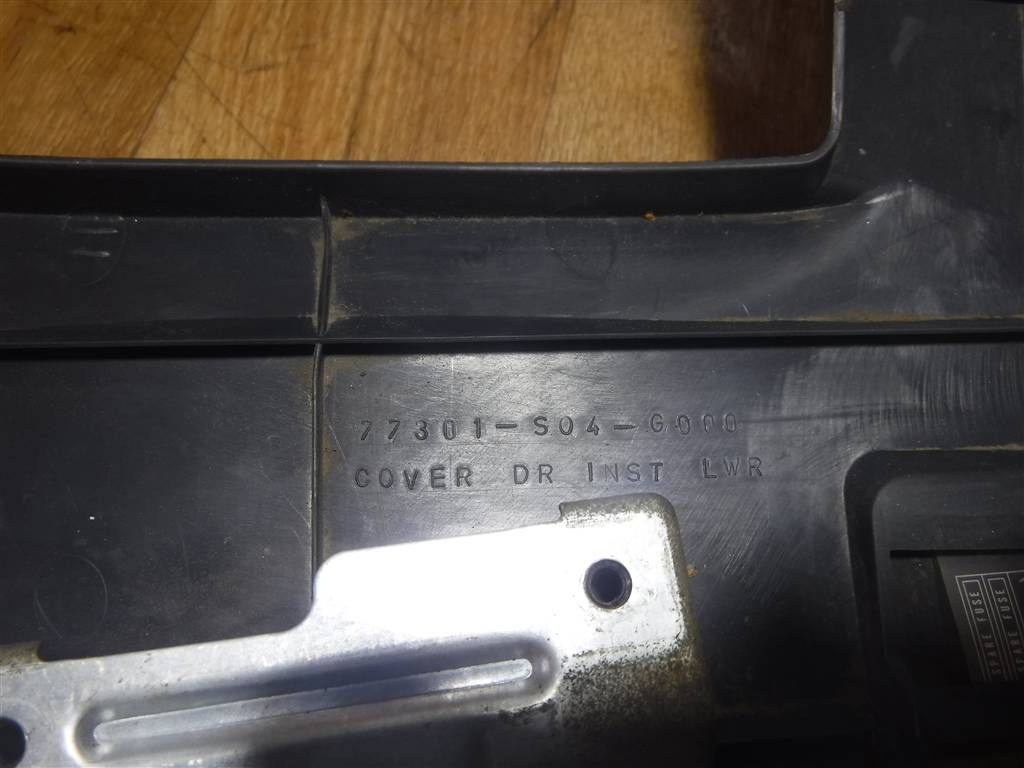 77301-S04-G000
COVER DR INST LWR
SPARE FUSE
SPARE FUSE